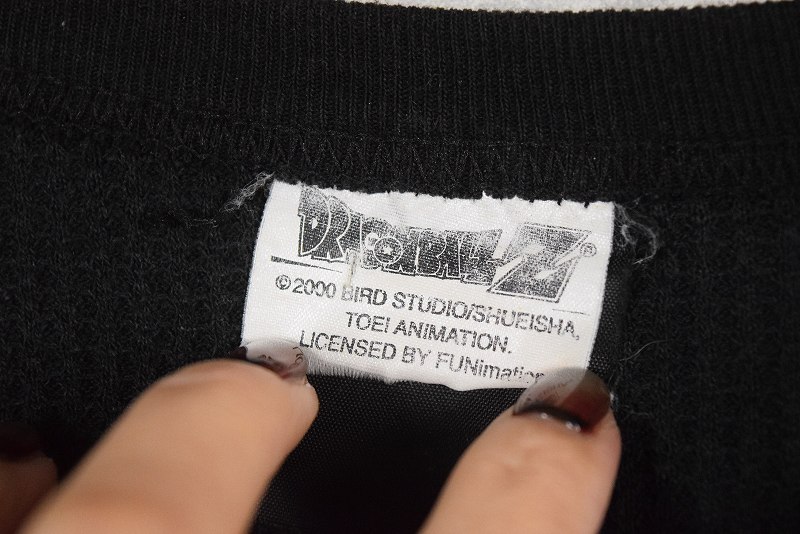 DRAGONBALL Z®
©2000 BIRD STUDIO/SHUEISHA,
TOEI ANIMATION.
LICENSED BY FUNimation